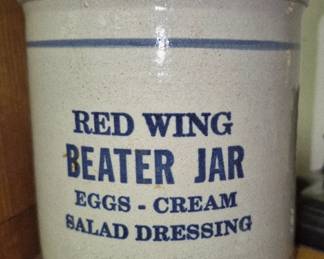 RED WING
BEATER JAR
EGGS - CREAM
SALAD DRESSING